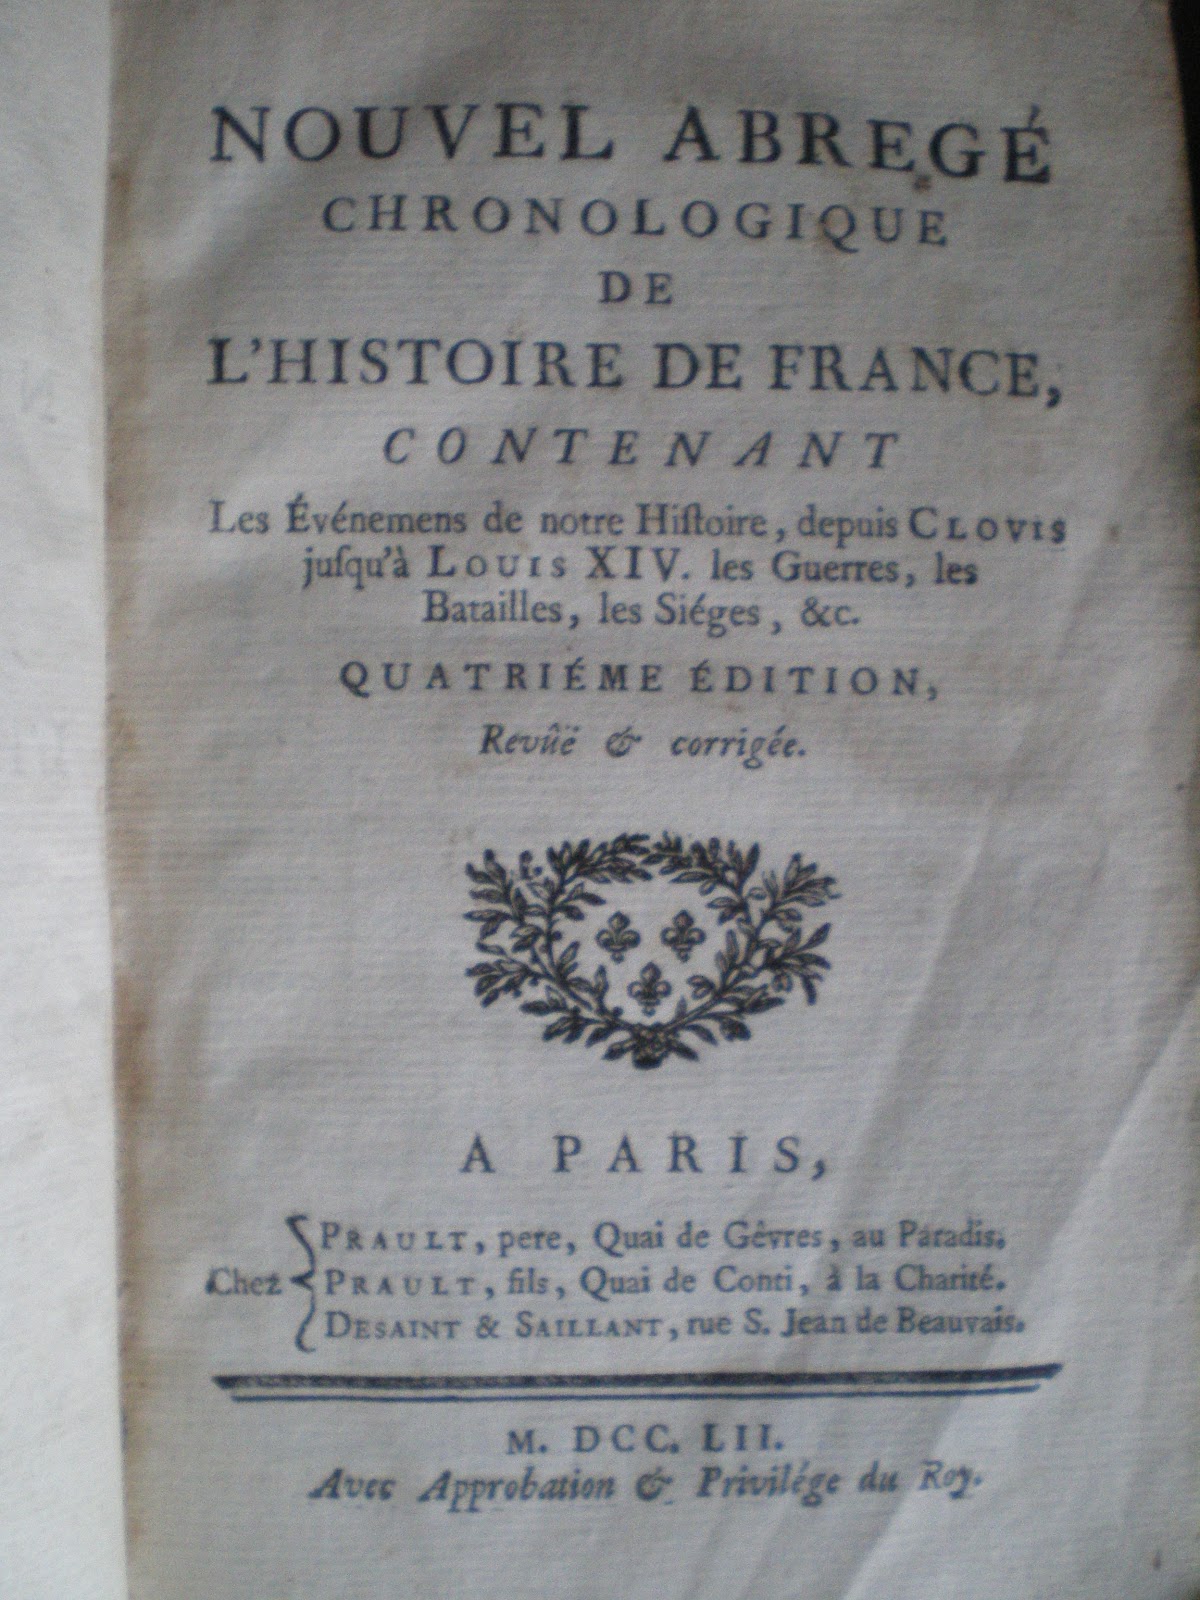 NOUVEL ABREGÉ
CHRONOLOGIQUE
DE
L'HISTOIRE DE FRANCE,
CONTENANT
Les Événemens de notre Hiſtoire, depuis CLOVIS
juſqu'à LOUIS XIV. les Guerres, les
Batailles, les Siéges, &c.
QUATRIÉME ÉDITION,
Revûë & corrigée.
A PARIS,
Chez
PRAULT, pere, Quai de Gêvres, au Paradis.
PRAULT, fils, Quai de Conti, à la Charité.
DESAINT & SAILLANT, rue S. Jean de Beauvais.
M. DCC. LII.
Avec Approbation & Privilége du Roy.